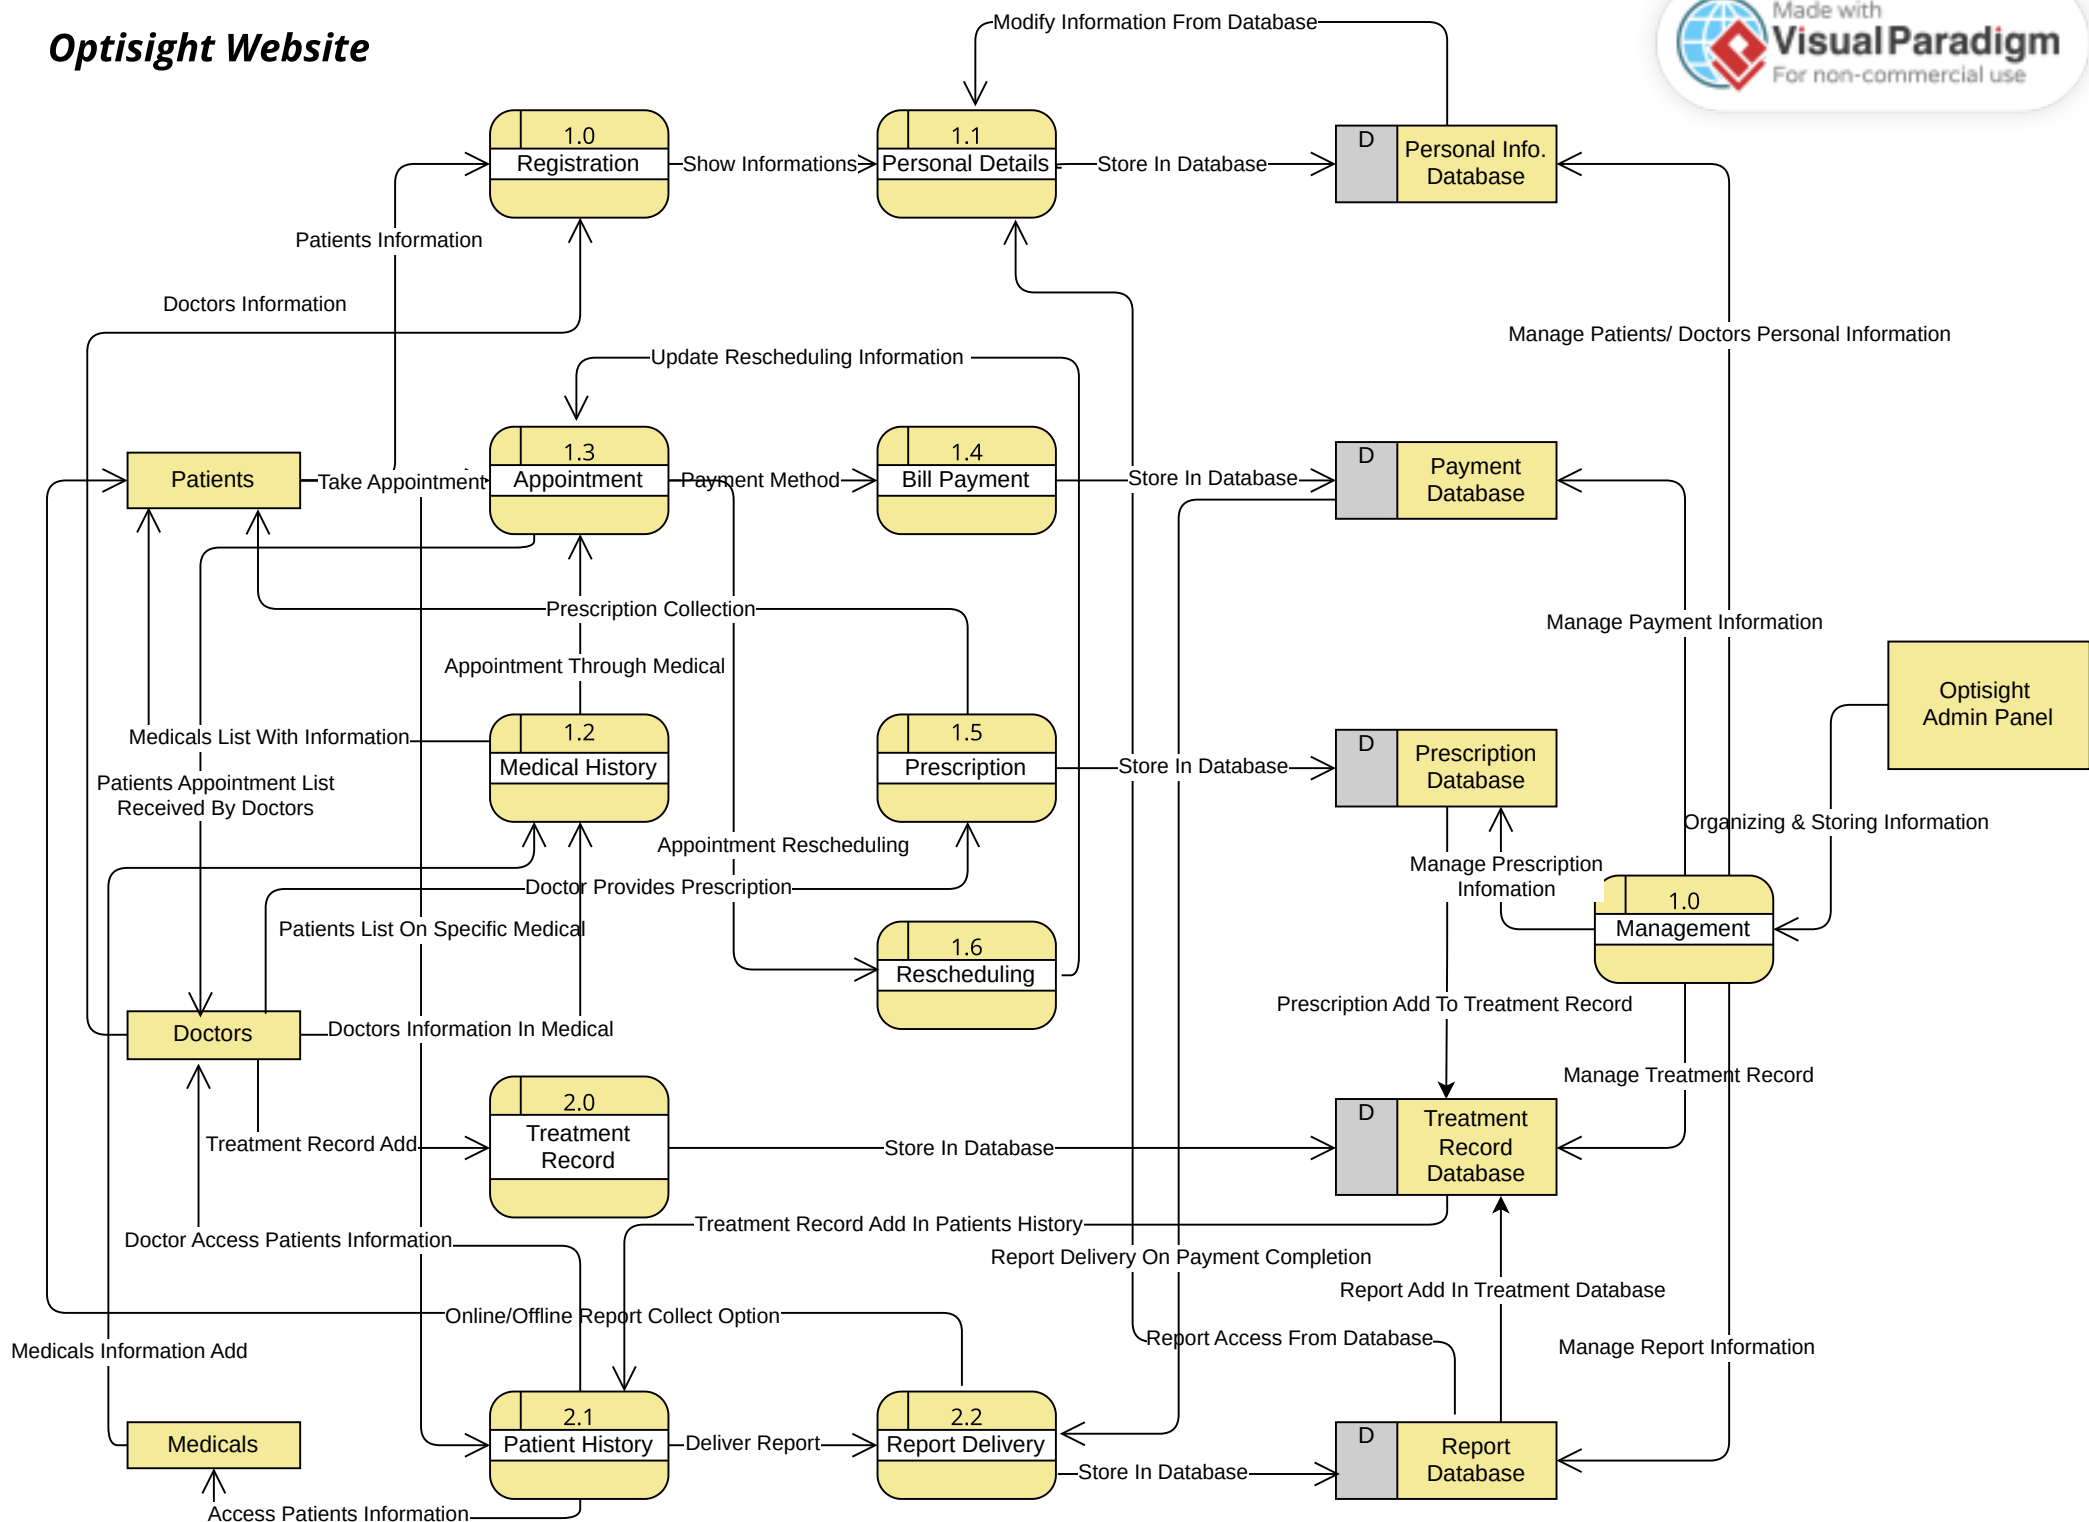 Optisight Website
Made with
Visual Paradigm
For non-commercial use
Modify Information From Database
1.0
Registration
Show Informations
1.1
Personal Details
Store In Database
D
Personal Info.
Database
Patients Information
Doctors Information
Manage Patients/ Doctors Personal Information
Update Rescheduling Information
Patients
Take Appointment
1.3
Appointment
Payment Method
1.4
Bill Payment
Store In Database
D
Payment
Database
Prescription Collection
Manage Payment Information
Appointment Through Medical
Optisight
Admin Panel
Medicals List With Information
1.2
Medical History
1.5
Prescription
Store In Database
D
Prescription
Database
Patients Appointment List
Received By Doctors
Organizing & Storing Information
Appointment Rescheduling
Manage Prescription
Infomation
Doctor Provides Prescription
1.0
Management
Patients List On Specific Medical
1.6
Rescheduling
Prescription Add To Treatment Record
Doctors
Doctors Information In Medical
Manage Treatment Record
2.0
Treatment
Record
Treatment Record Add
Store In Database
D
Treatment
Record
Database
Treatment Record Add In Patients History
Doctor Access Patients Information
Report Delivery On Payment Completion
Report Add In Treatment Database
Online/Offline Report Collect Option
Report Access From Database
Medicals Information Add
Manage Report Information
Medicals
2.1
Patient History
Deliver Report
2.2
Report Delivery
Store In Database
D
Report
Database
Access Patients Information